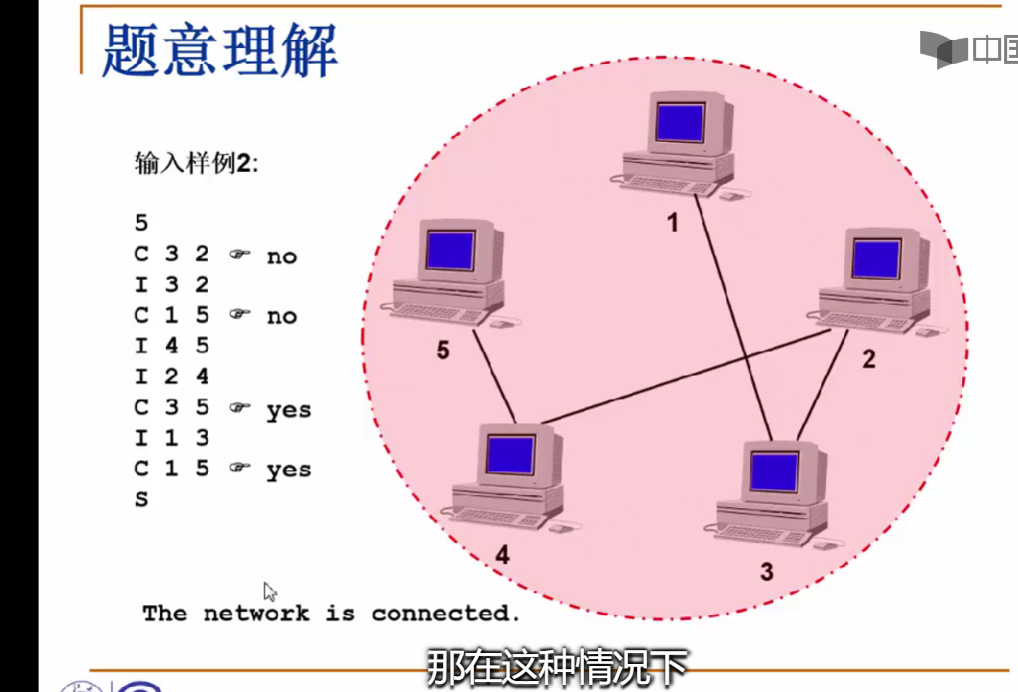 题意理解
中国
输入样例2:
5
C 3 2 ☞ no
I 3 2
C 1 5 ☞ no
I 4 5
I 2 4
C 3 5 ☞ yes
I 1 3
C 1 5 ☞ yes
S
1
5
2
4
3
The network is connected.
那在这种情况下